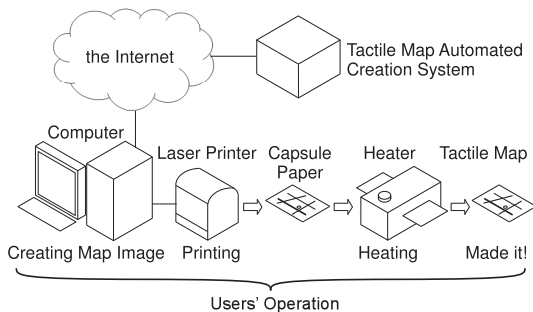 the Internet
Tactile Map Automated
Creation System
Computer
Laser Printer
Capsule
Paper
Heater
Tactile Map
Creating Map Image
Printing
Heating
Made it!
Users' Operation